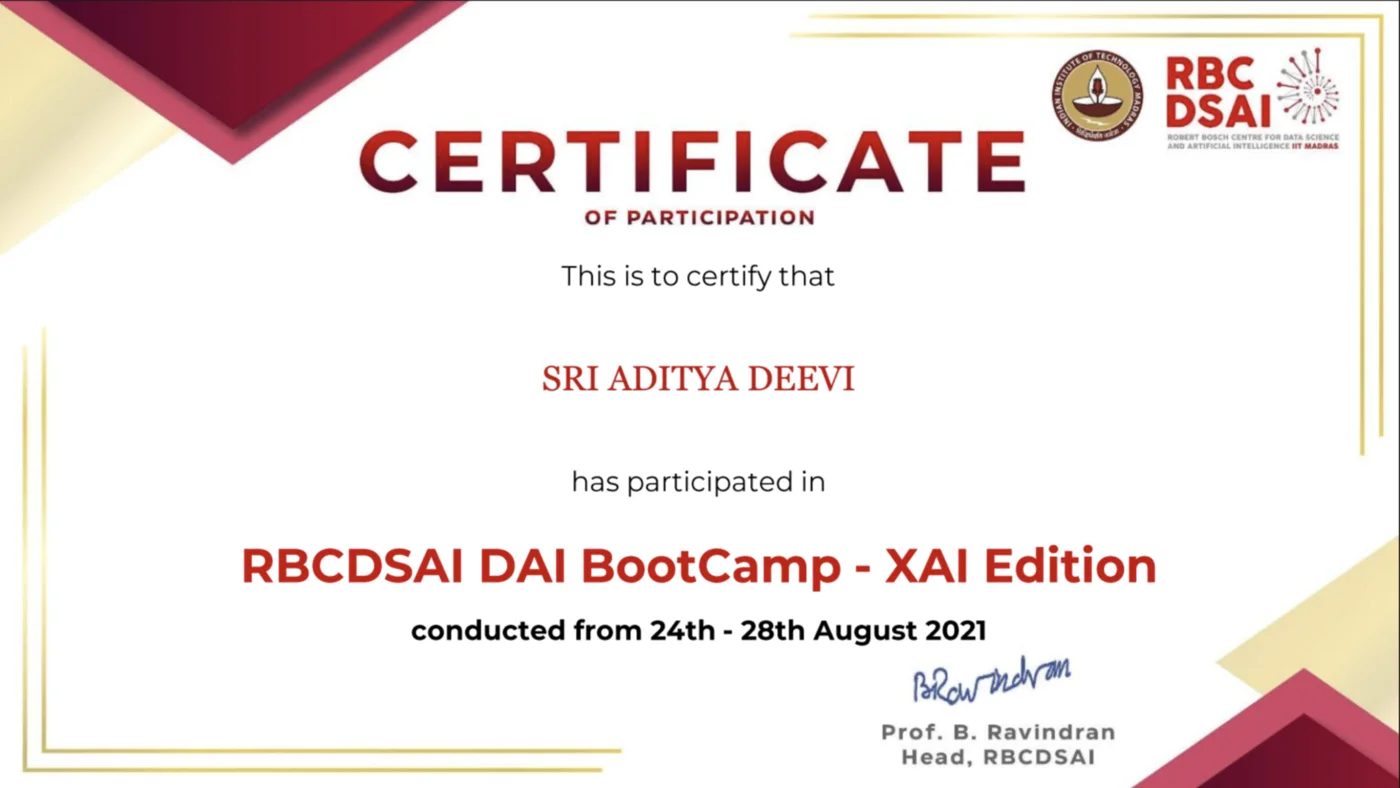 INDIAN INSTITUTE OF TECHNOLOGY MADRAS
RBC
DSAI
ROBERT BOSCH CENTRE FOR DATA SCIENCE
AND ARTIFICIAL INTELLIGENCE IIT MADRAS
CERTIFICATE
OF PARTICIPATION
This is to certify that
SRI ADITYA DEEVI
has participated in
RBCDSAI DAI BootCamp - XAI Edition
conducted from 24th - 28th August 2021
BRavindran
Prof. B. Ravindran
Head, RBCDSAI